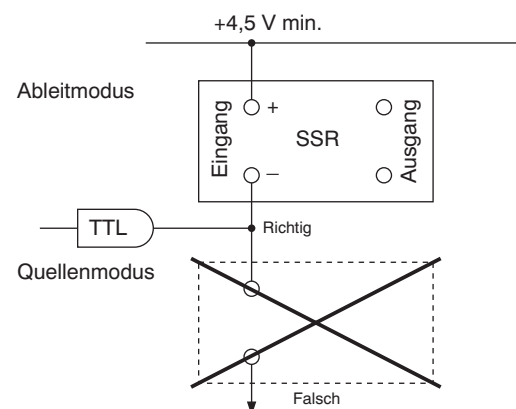 +4,5 V min.
Ableitmodus
Eingang
+
SSR
Ausgang
−
TTL
Richtig
Quellenmodus
Falsch